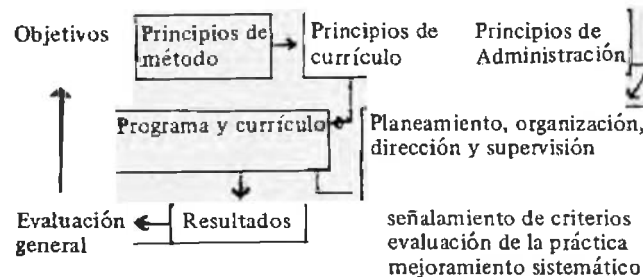 Objetivos
Principios de
método
Principios de
currículo
Principios de
Administración
Programa y currículo
Planeamiento, organización,
dirección y supervisión
Evaluación
general
Resultados
señalamiento de criterios
evaluación de la práctica
mejoramiento sistemático